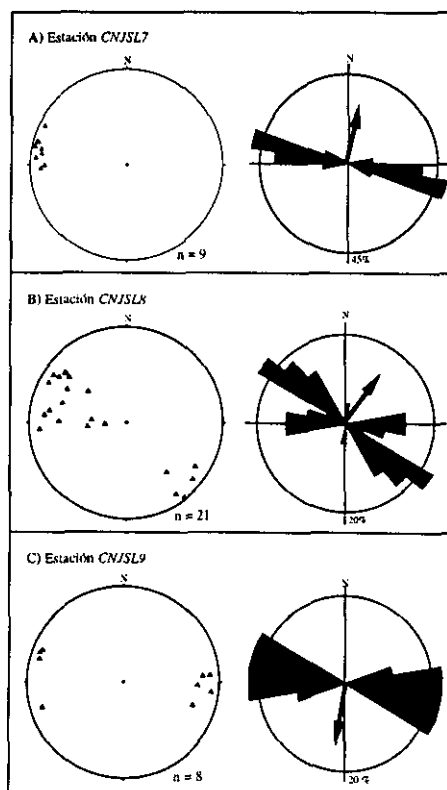 A) Estación CNJSL7
N
N
n = 9
45%
B) Estación CNJSL8
N
N
n = 21
20%
C) Estación CNJSL9
N
S
n = 8
20%